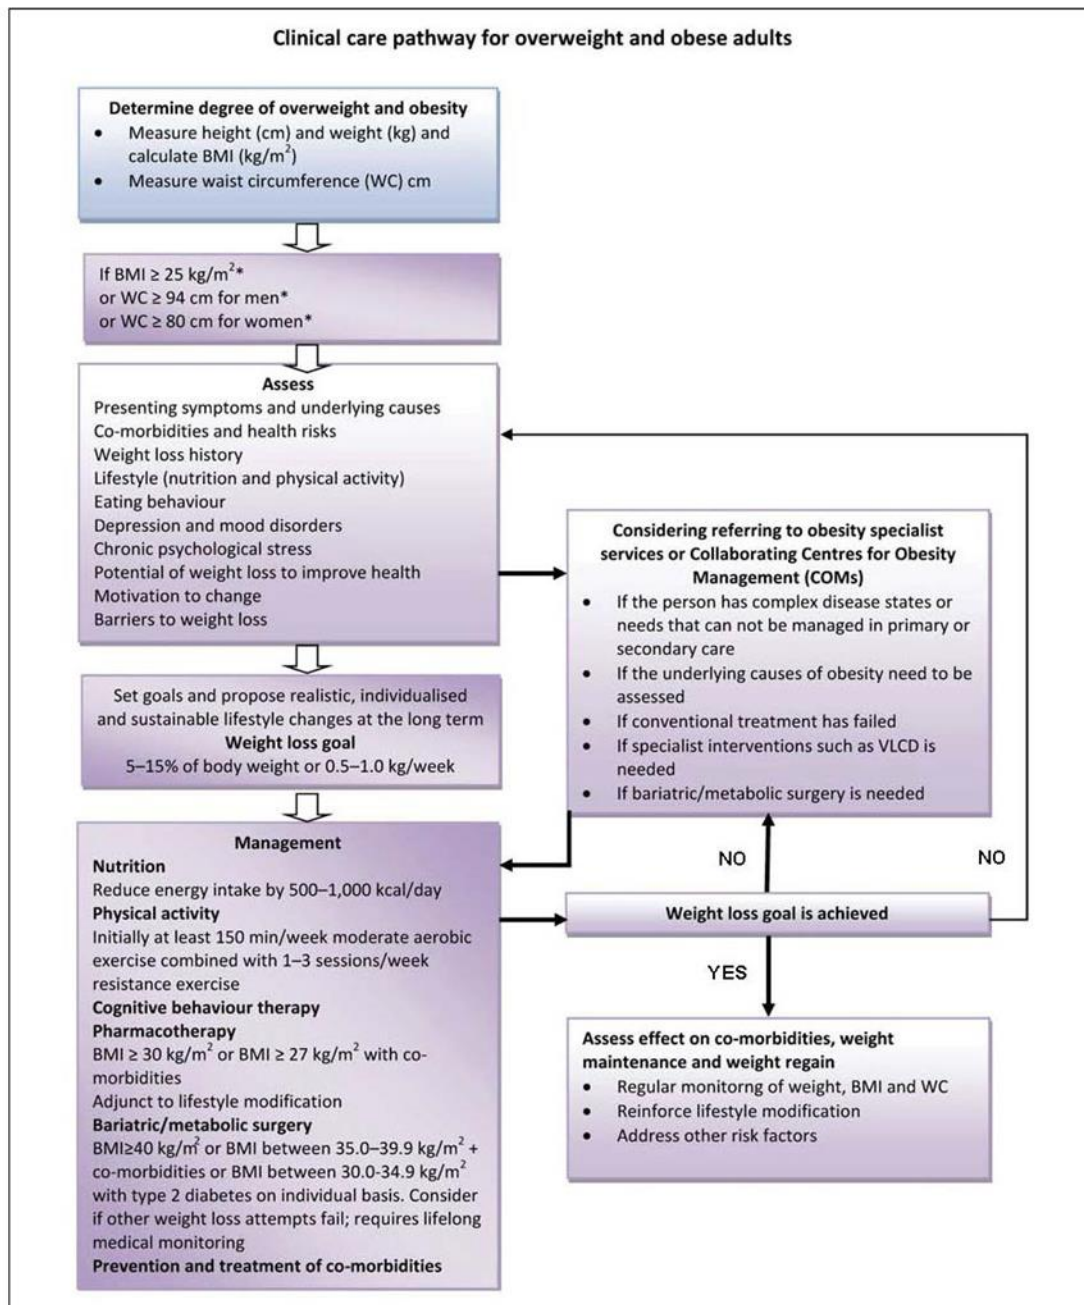 Clinical care pathway for overweight and obese adults
Determine degree of overweight and obesity
• Measure height (cm) and weight (kg) and
calculate BMI (kg/m²)
• Measure waist circumference (WC) cm
If BMI ≥ 25 kg/m²*
or WC ≥ 94 cm for men*
or WC ≥ 80 cm for women*
Assess
Presenting symptoms and underlying causes
Co-morbidities and health risks
Weight loss history
Lifestyle (nutrition and physical activity)
Eating behaviour
Depression and mood disorders
Chronic psychological stress
Potential of weight loss to improve health
Motivation to change
Barriers to weight loss
Considering referring to obesity specialist
services or Collaborating Centres for Obesity
Management (COMs)
• If the person has complex disease states or
needs that can not be managed in primary or
secondary care
• If the underlying causes of obesity need to be
assessed
• If conventional treatment has failed
• If specialist interventions such as VLCD is
needed
• If bariatric/metabolic surgery is needed
Set goals and propose realistic, individualised
and sustainable lifestyle changes at the long term
Weight loss goal
5–15% of body weight or 0.5–1.0 kg/week
Management
Nutrition
Reduce energy intake by 500–1,000 kcal/day
Physical activity
Initially at least 150 min/week moderate aerobic
exercise combined with 1–3 sessions/week
resistance exercise
Cognitive behaviour therapy
Pharmacotherapy
BMI ≥ 30 kg/m² or BMI ≥ 27 kg/m² with co-
morbidities
Adjunct to lifestyle modification
Bariatric/metabolic surgery
BMI≥40 kg/m² or BMI between 35.0–39.9 kg/m² +
co-morbidities or BMI between 30.0-34.9 kg/m²
with type 2 diabetes on individual basis. Consider
if other weight loss attempts fail; requires lifelong
medical monitoring
Prevention and treatment of co-morbidities
NO
NO
Weight loss goal is achieved
YES
Assess effect on co-morbidities, weight
maintenance and weight regain
• Regular monitorng of weight, BMI and WC
• Reinforce lifestyle modification
• Address other risk factors